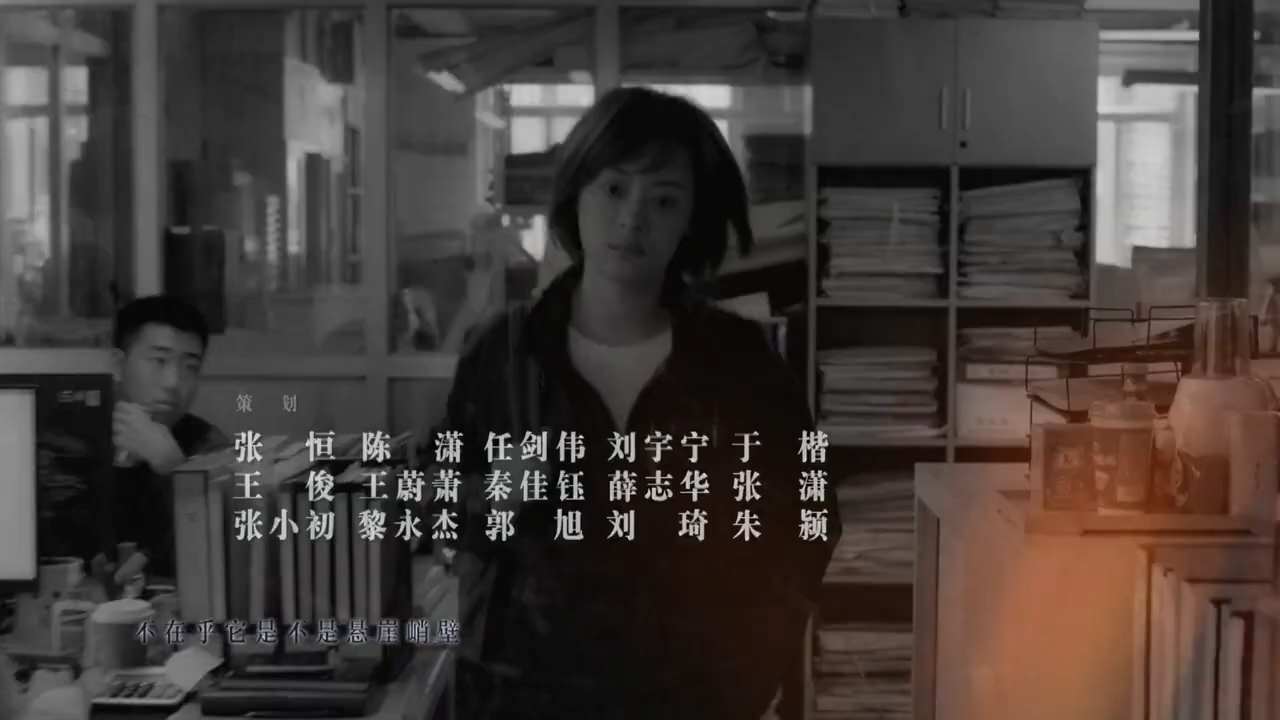 策 划
张 恒 陈 潇 任剑伟 刘宇宁 于 楷
王 俊 王蔚萧 秦佳钰 薛志华 张 潇
张小初 黎永杰 郭 旭 刘 琦 朱 颍
不在乎它是不是悬崖峭壁